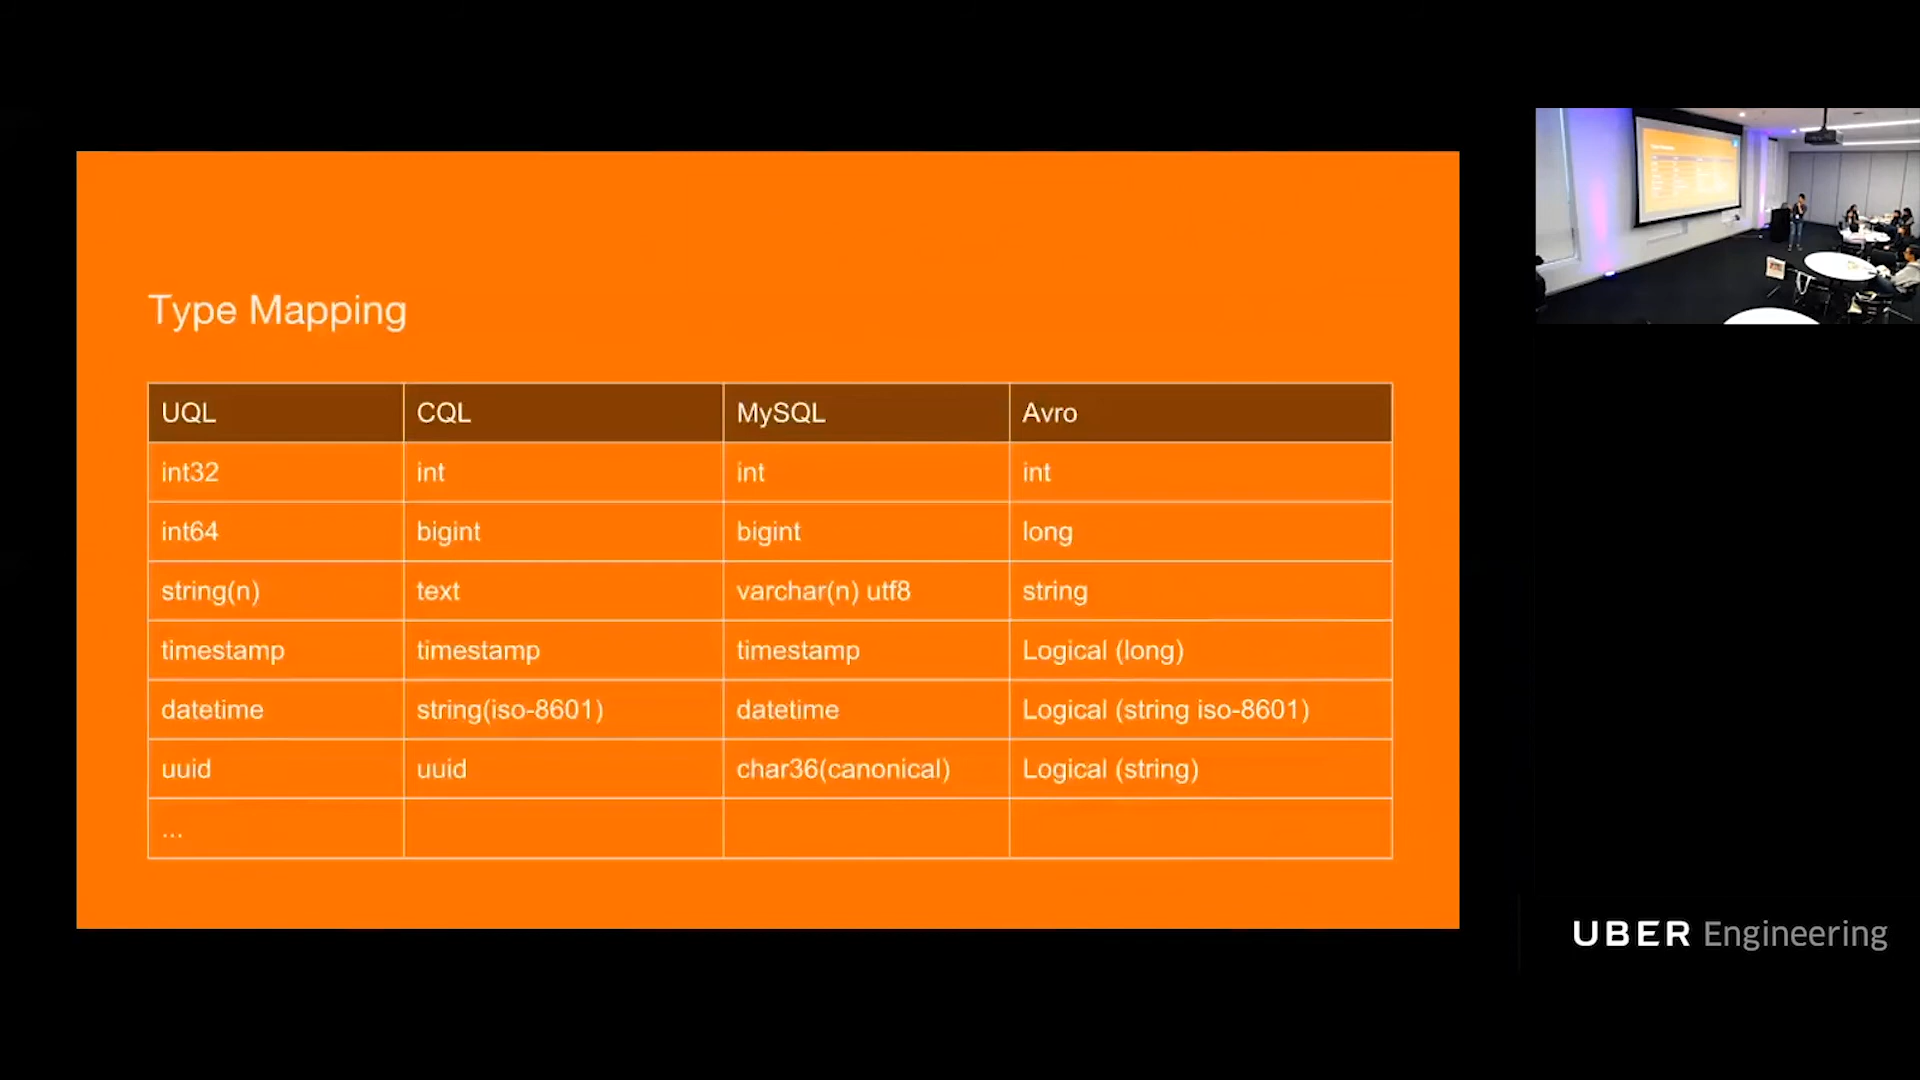 Type Mapping
UQL CQL MySQL Avro
int32 int int int
int64 bigint bigint long
string(n) text varchar(n) utf8 string
timestamp timestamp timestamp Logical (long)
datetime string(iso-8601) datetime Logical (string iso-8601)
uuid uuid char36(canonical) Logical (string)
...
UBER Engineering